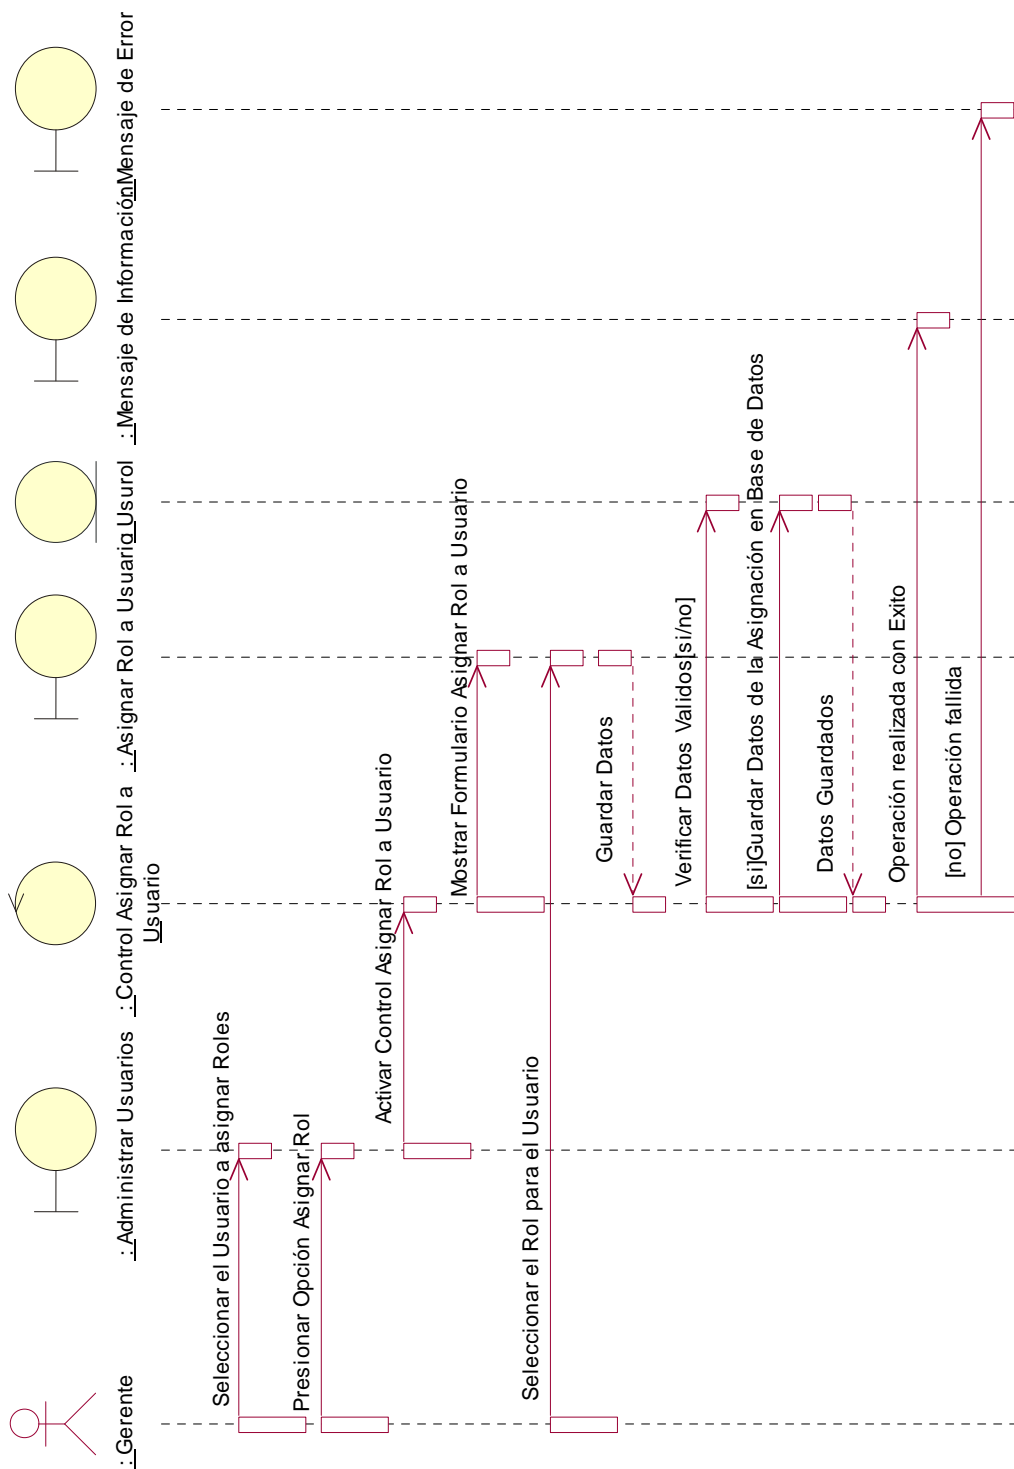 : Gerente
: Administrar Usuarios
: Control Asignar Rol a
Usuario
: Asignar Rol a Usuario
: Usurol
: Mensaje de Información
: Mensaje de Error
Seleccionar el Usuario a asignar Roles
Presionar Opción Asignar Rol
Activar Control Asignar Rol a Usuario
Mostrar Formulario Asignar Rol a Usuario
Seleccionar el Rol para el Usuario
Guardar Datos
Verificar Datos Validos[si/no]
[si]Guardar Datos de la Asignación en Base de Datos
Datos Guardados
Operación realizada con Exito
[no] Operación fallida